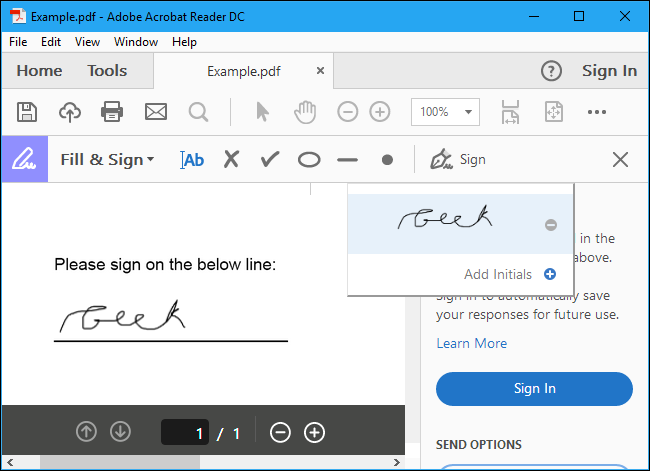 Example.pdf - Adobe Acrobat Reader DC
File Edit View Window Help
Home Tools Example.pdf × ? Sign In
100%
Fill & Sign Ab Sign
Geek
Add Initials
in the
above.
Sign in to automatically save
your responses for future use.
Learn More
Sign In
SEND OPTIONS
Please sign on the below line:
Geek
1 / 1